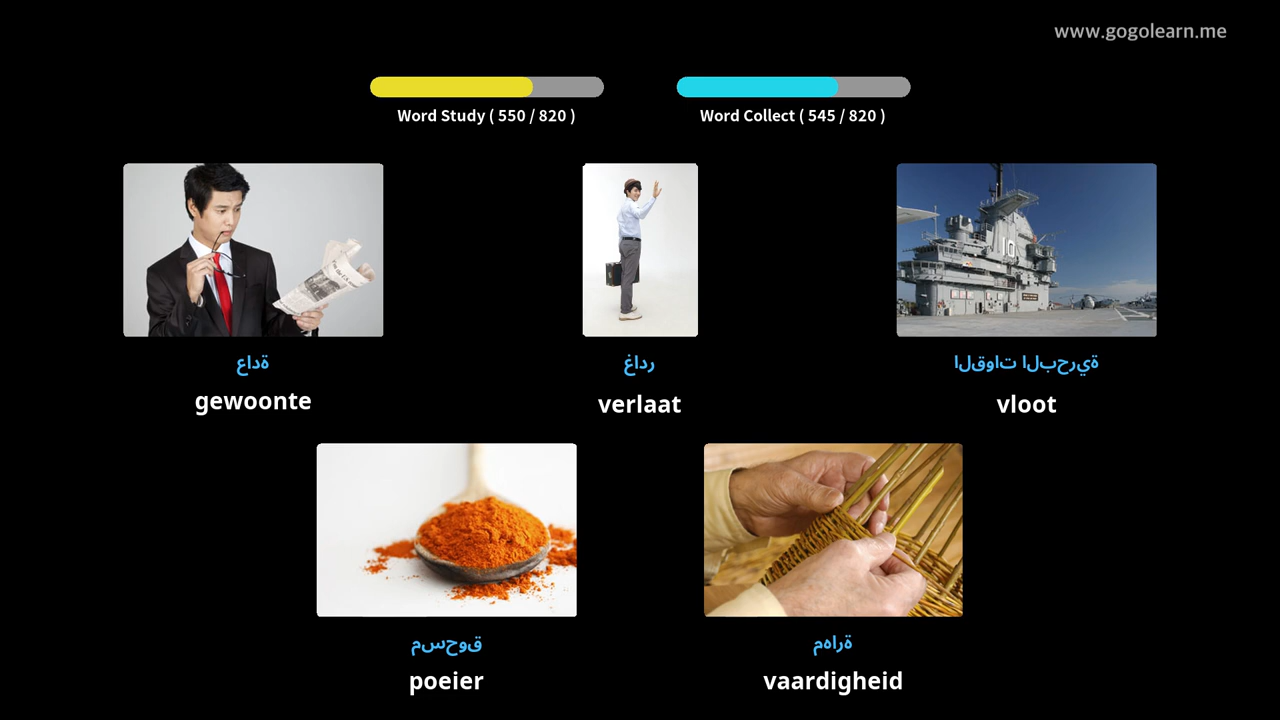 www.gogolearn.me
Word Study ( 550 / 820 )
Word Collect ( 545 / 820 )
10
عادة
غادر
القوات البحرية
gewoonte
verlaat
vloot
مسحوق
مهارة
poeier
vaardigheid